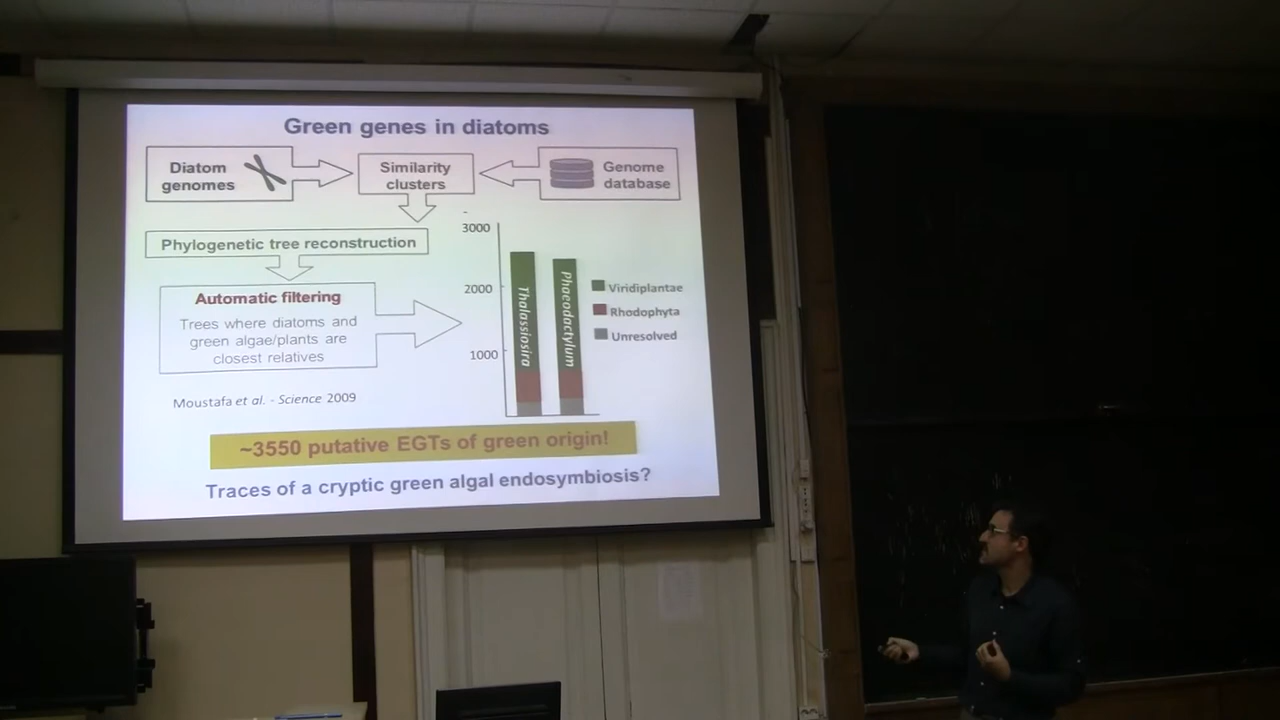 Green genes in diatoms
Diatom
genomes
Similarity
clusters
Genome
database
Phylogenetic tree reconstruction
Automatic filtering
Trees where diatoms and
green algae/plants are
closest relatives
3000
2000
1000
Thalassiosira
Phaeodactylum
Viridiplantae
Rhodophyta
Unresolved
Moustafa et al. - Science 2009
~3550 putative EGTs of green origin!
Traces of a cryptic green algal endosymbiosis?